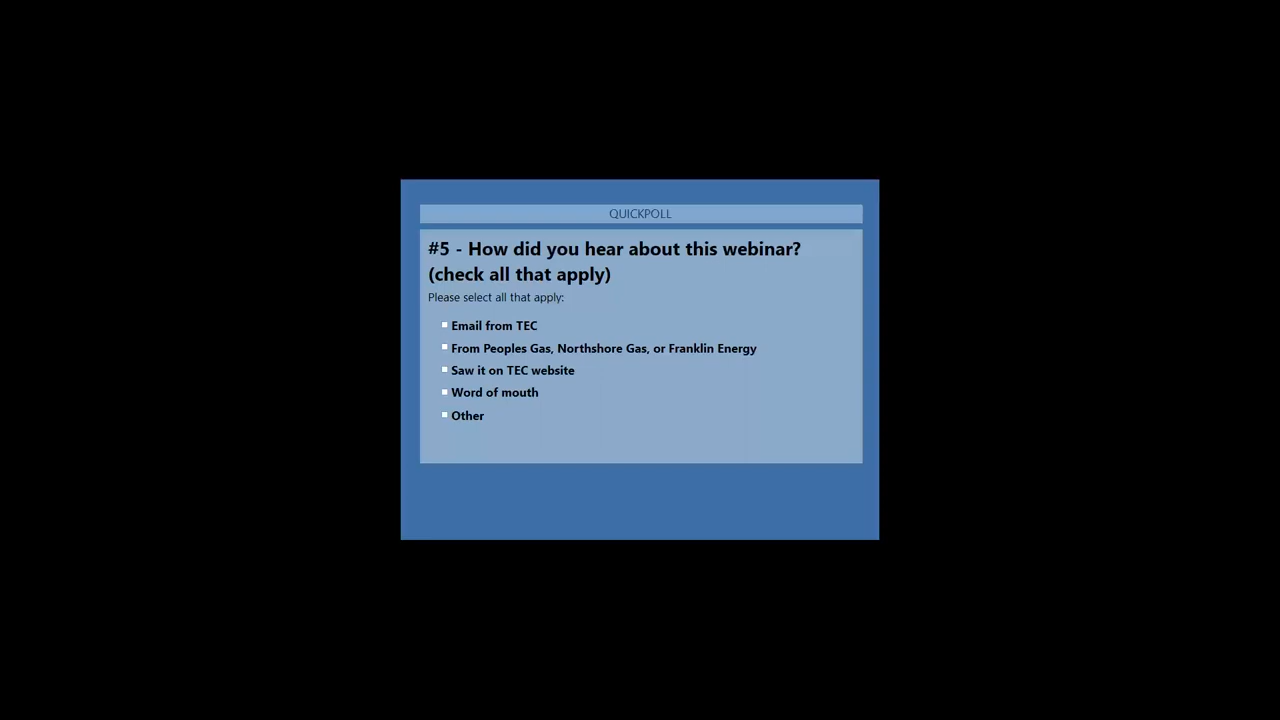 QUICKPOLL
#5 - How did you hear about this webinar?
(check all that apply)
Please select all that apply:
Email from TEC
From Peoples Gas, Northshore Gas, or Franklin Energy
Saw it on TEC website
Word of mouth
Other